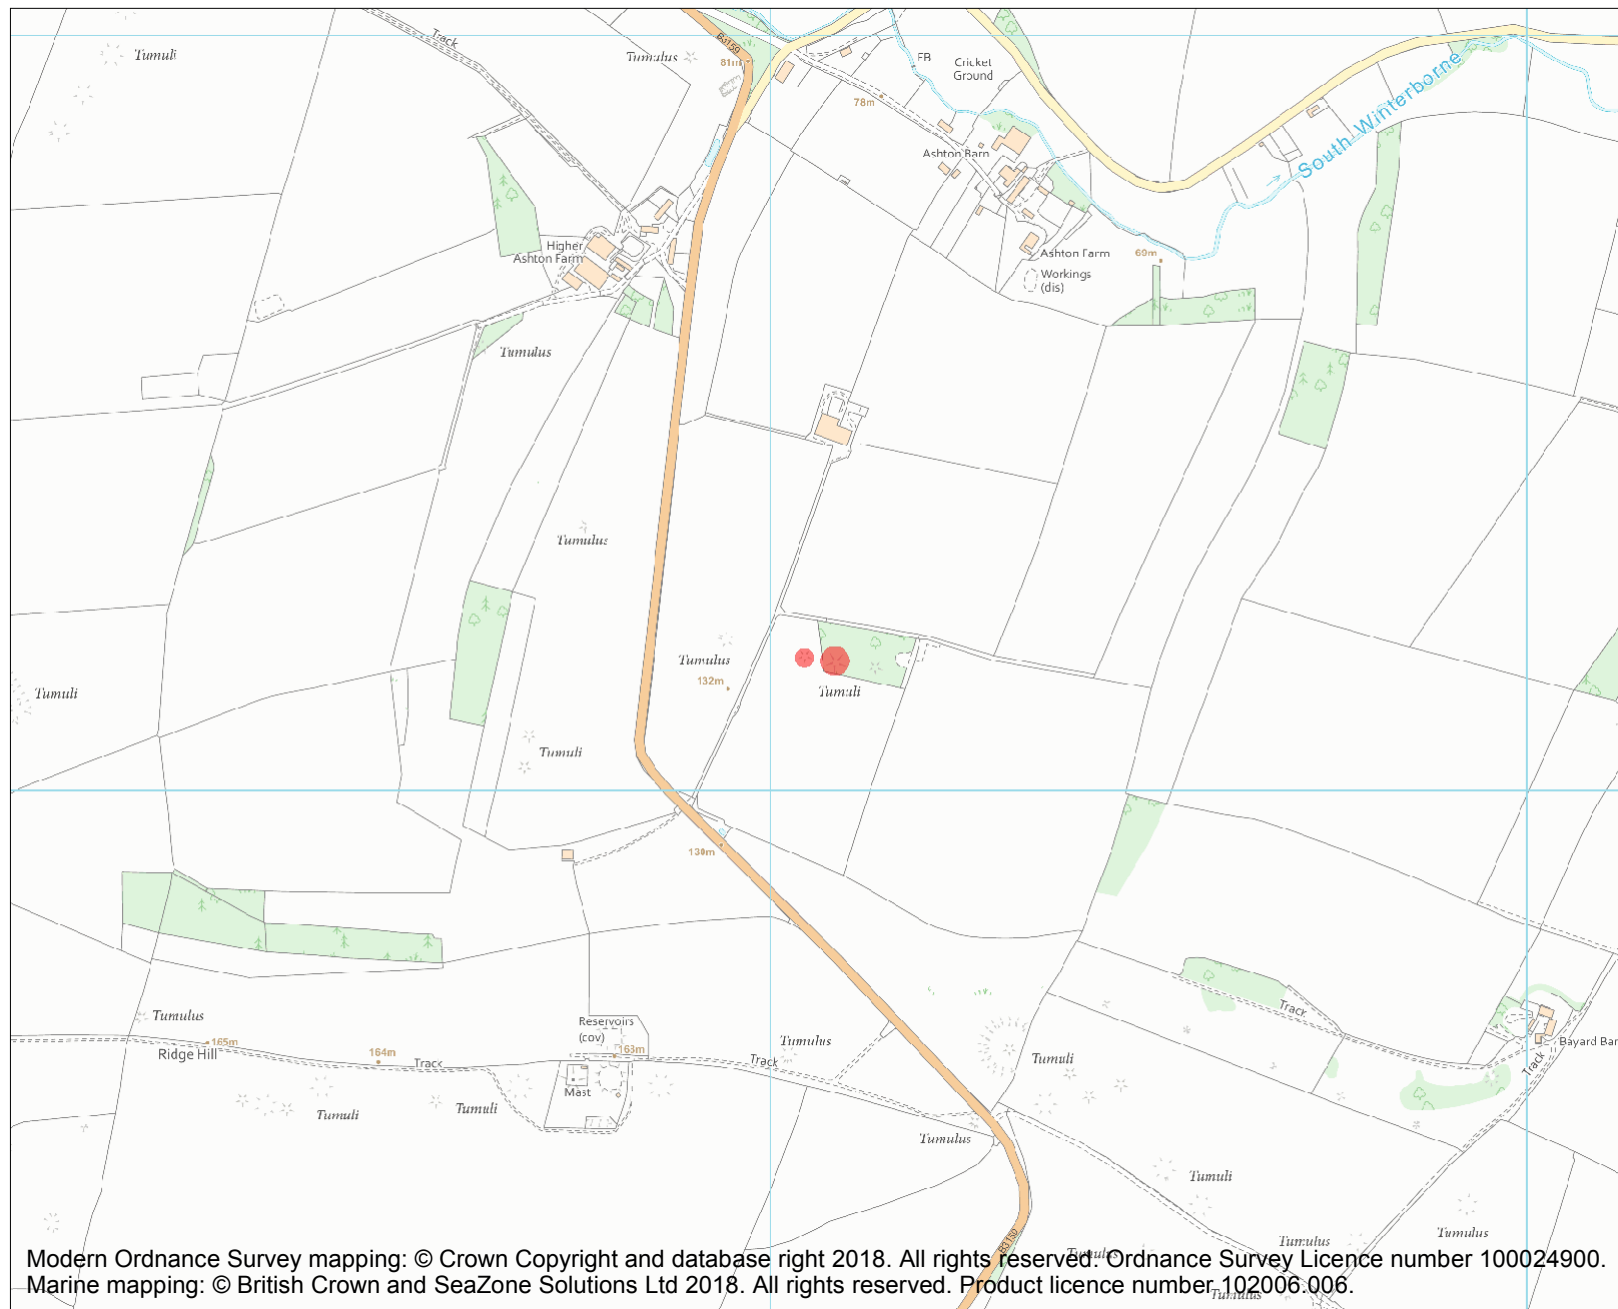 Tumuli
Track
Tumulus
B3159
81m
FB
Cricket
Ground
78m
South Winterborne
Ashton Barn
Higher
Ashton Farm
Ashton Farm
69m
Workings
(dis)
Tumulus
Tumulus
Tumulus
132m
Tumuli
Tumuli
Tumuli
130m
Tumulus
165m
Ridge Hill
164m
Track
Reservoirs
(cov)
163m
Mast
Tumulus
Track
Tumuli
Track
Bayard Bar
Track
Tumuli
Tumuli
Tumulus
Tumuli
Tumulus
Tumulus
B3159
Tumulus
Tumulus
Modern Ordnance Survey mapping: © Crown Copyright and database right 2018. All rights reserved. Ordnance Survey Licence number 100024900.
Marine mapping: © British Crown and SeaZone Solutions Ltd 2018. All rights reserved. Product licence number 102006.006.